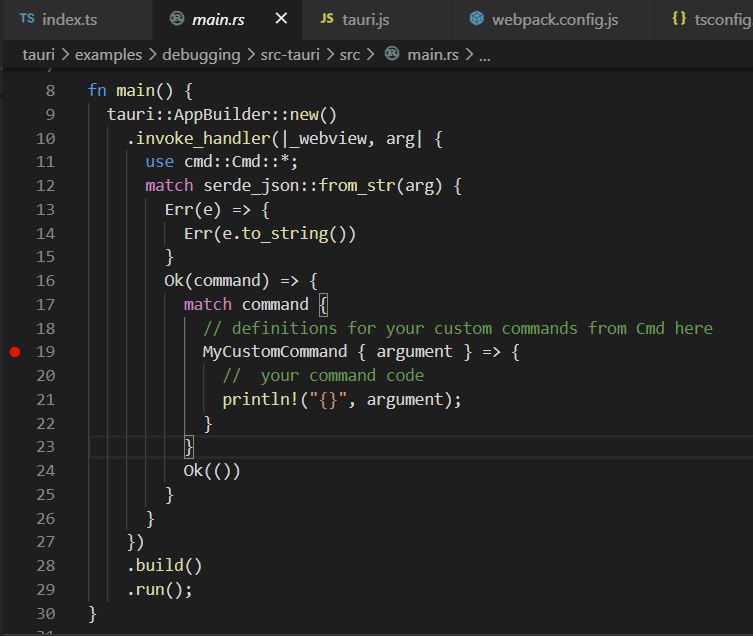 TS index.ts main.rs × JS tauri.js webpack.config.js {} tsconfig.
tauri > examples > debugging > src-tauri > src > main.rs > ...
8 fn main() {
9 tauri::AppBuilder::new()
10 .invoke_handler(|_webview, arg| {
11 use cmd::Cmd::*;
12 match serde_json::from_str(arg) {
13 Err(e) => {
14 Err(e.to_string())
15 }
16 Ok(command) => {
17 match command {
18 // definitions for your custom commands from Cmd here
19 MyCustomCommand { argument } => {
20 //  your command code
21 println!("{}", argument);
22 }
23 }
24 Ok(())
25 }
26 }
27 })
28 .build()
29 .run();
30 }